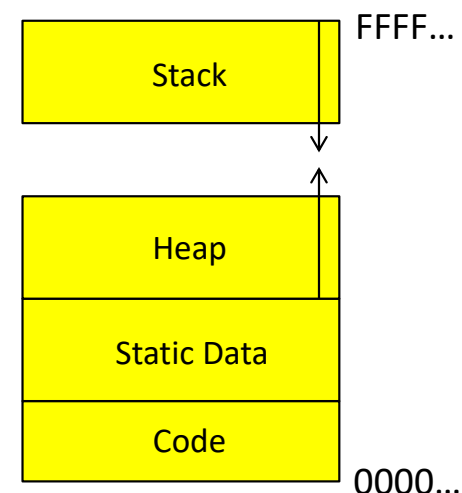 FFFF...
Stack
Heap
Static Data
Code
0000...